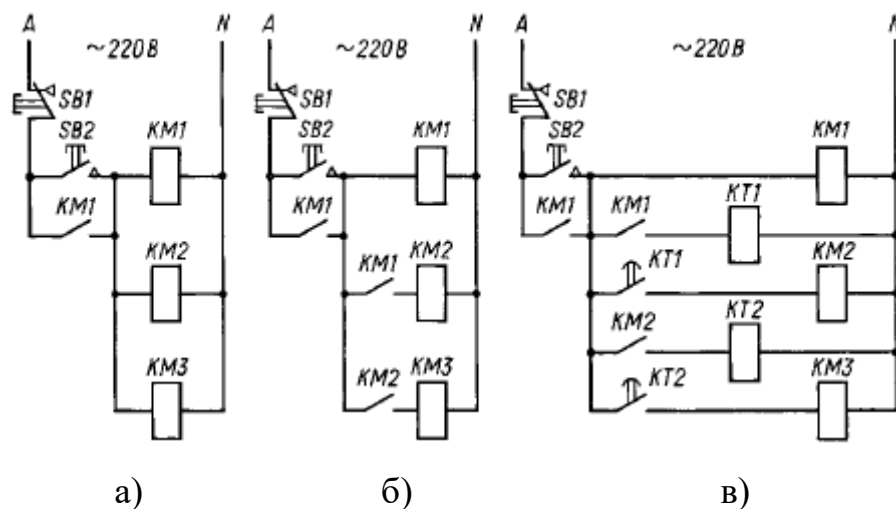 A N A N A N
~220В ~220В ~220В
SB1 SB1 SB1
SB2 KM1 SB2 KM1 SB2 KM1
KM1 KM1 KM1 KM1 KT1
KM2 KM1 KM2 KT1 KM2
KM2 KT2
KM3 KM2 KM3 KT2 KM3
а) б) в)